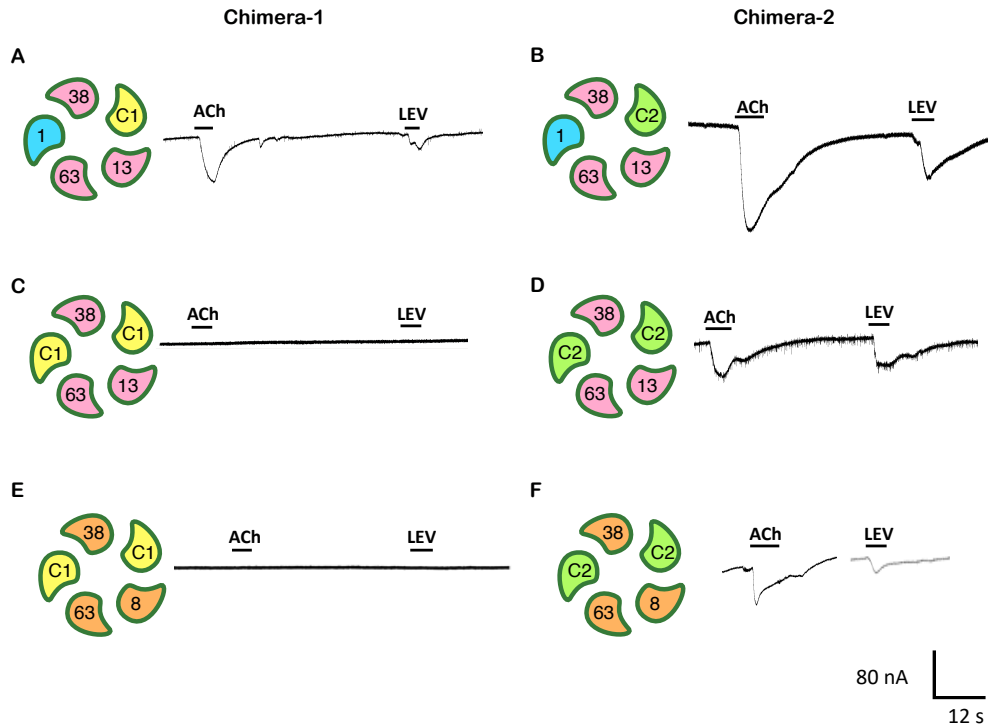 Chimera-1
Chimera-2
A
38
C1
1
63
13
ACh
LEV
B
38
C2
1
63
13
ACh
LEV
C
38
C1
C1
63
13
ACh
LEV
D
38
C2
C2
63
13
ACh
LEV
E
38
C1
C1
63
8
ACh
LEV
F
38
C2
C2
63
8
ACh
LEV
80 nA
12 s